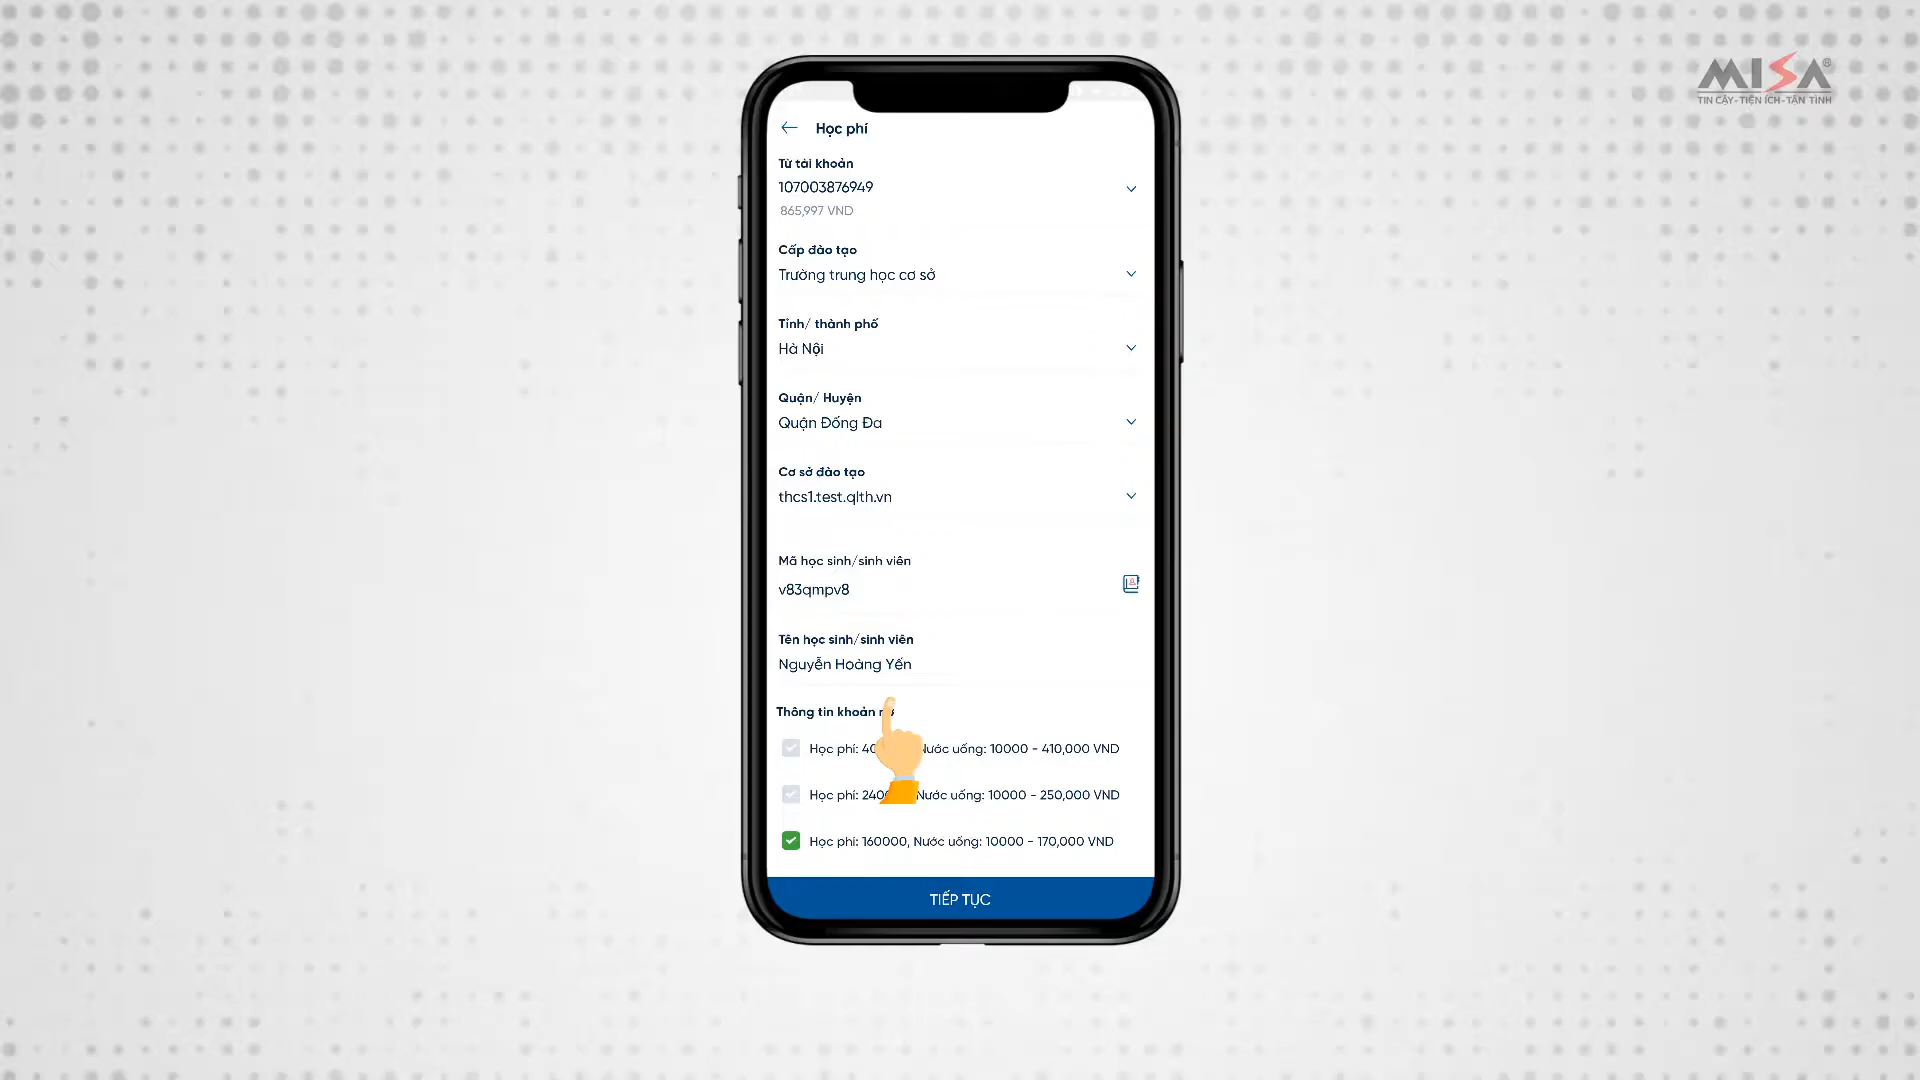 MISA®
TIN CẬY-TIỆN ÍCH-TẬN TÌNH
Học phí
Từ tài khoản
107003876949
865,997 VND
Cấp đào tạo
Trường trung học cơ sở
Tỉnh/ thành phố
Hà Nội
Quận/ Huyện
Quận Đống Đa
Cơ sở đào tạo
thcs1.test.qlth.vn
Mã học sinh/sinh viên
v83qmpv8
Tên học sinh/sinh viên
Nguyễn Hoàng Yến
Thông tin khoản
Học phí: Nước uống: 10000 - 410,000 VND
Học phí: Nước uống: 10000 - 250,000 VND
Học phí: 160000, Nước uống: 10000 - 170,000 VND
TIẾP TỤC